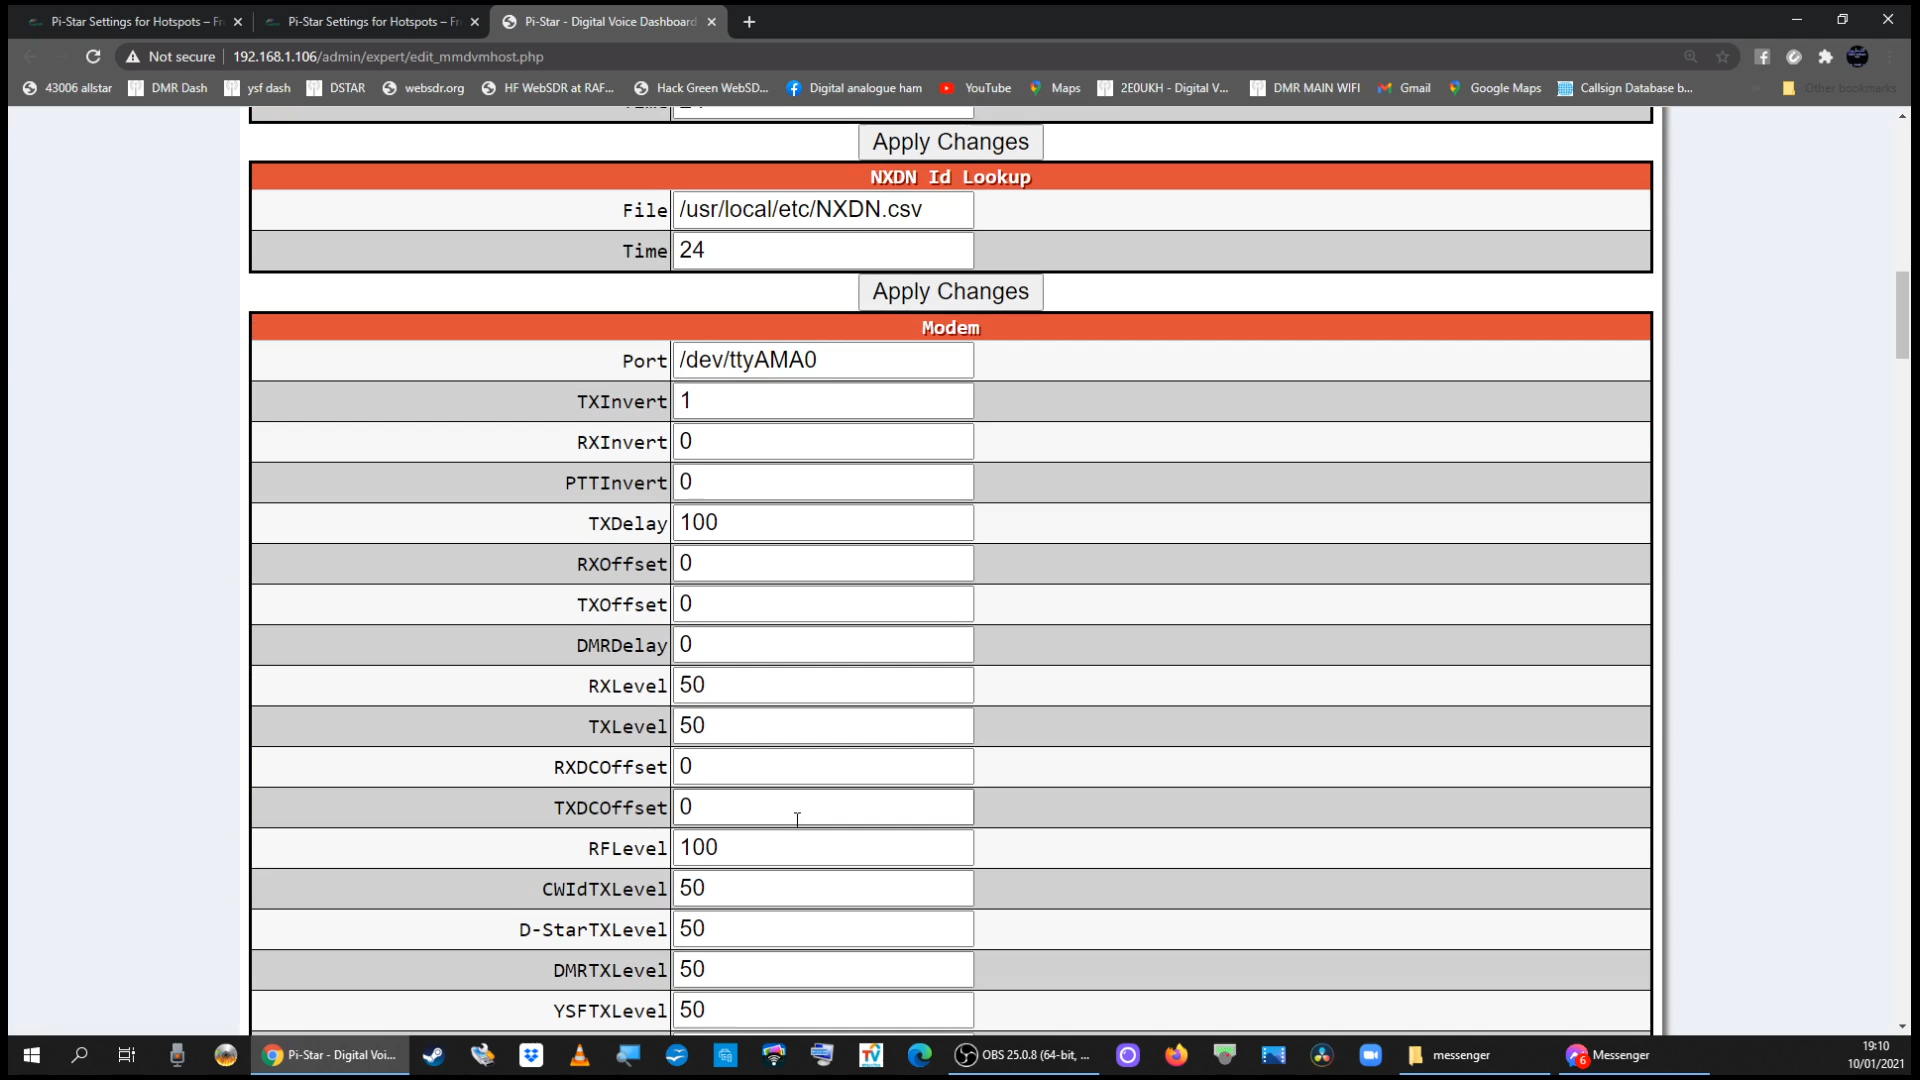 Pi-Star Settings for Hotspots – Fr
Pi-Star Settings for Hotspots – Fr
Pi-Star - Digital Voice Dashboard
Not secure
192.168.1.106/admin/expert/edit_mmdvmhost.php
43006 allstar
DMR Dash
ysf dash
DSTAR
websdr.org
HF WebSDR at RAF...
Hack Green WebSD...
Digital analogue ham
YouTube
Maps
2E0UKH - Digital V...
DMR MAIN WIFI
Gmail
Google Maps
Callsign Database b...
Other bookmarks
Time 24
Apply Changes
NXDN Id Lookup
File /usr/local/etc/NXDN.csv
Time 24
Apply Changes
Modem
Port /dev/ttyAMA0
TXInvert 1
RXInvert 0
PTTInvert 0
TXDelay 100
RXOffset 0
TXOffset 0
DMRDelay 0
RXLevel 50
TXLevel 50
RXDCOffset 0
TXDCOffset 0
RFLevel 100
CWIdTXLevel 50
D-StarTXLevel 50
DMRTXLevel 50
YSFTXLevel 50
Pi-Star - Digital Voi...
TV
OBS 25.0.8 (64-bit, ...
messenger
6
Messenger
19:10
10/01/2021